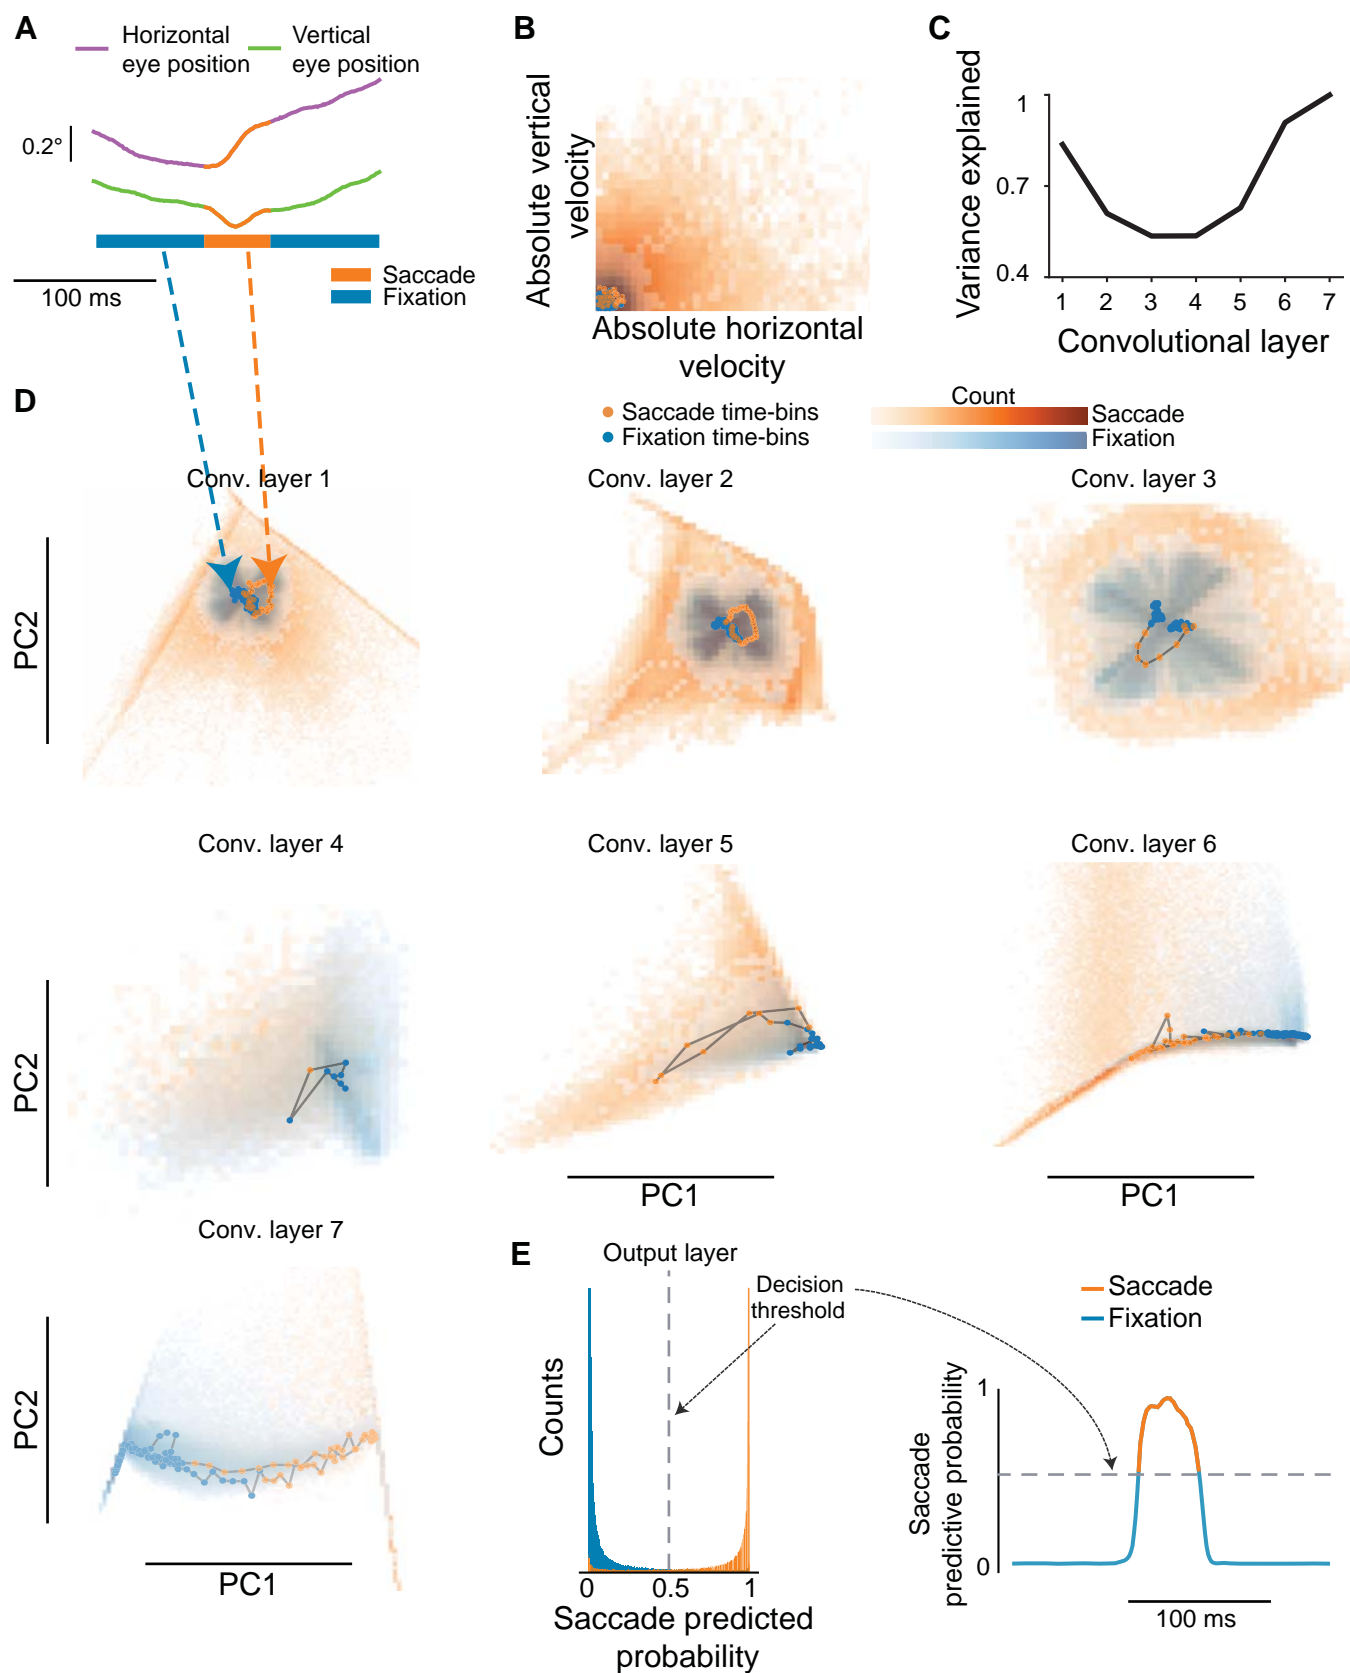 A
Horizontal
eye position
Vertical
eye position
0.2°
Saccade
Fixation
100 ms
B
Absolute vertical
velocity
Absolute horizontal
velocity
C
Variance explained
1
0.7
0.4
1 2 3 4 5 6 7
Convolutional layer
D
Saccade time-bins
Fixation time-bins
Count
Saccade
Fixation
Conv. layer 1
Conv. layer 2
Conv. layer 3
PC2
Conv. layer 4
Conv. layer 5
Conv. layer 6
PC2
PC1
PC1
Conv. layer 7
PC2
PC1
E
Output layer
Decision
threshold
Counts
0 0.5 1
Saccade predicted
probability
Saccade
Fixation
Saccade
predictive probability
1
0
100 ms